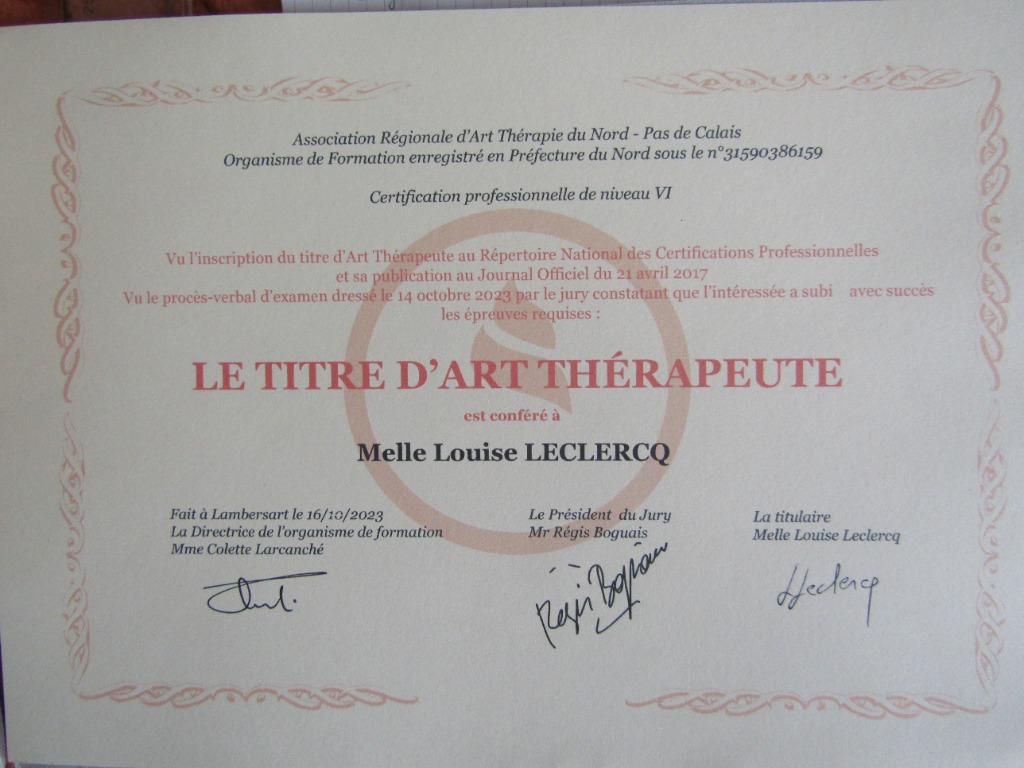 Association Régionale d'Art Thérapie du Nord - Pas de Calais
Organisme de Formation enregistré en Préfecture du Nord sous le n°31590386159
Certification professionnelle de niveau VI
Vu l'inscription du titre d'Art Thérapeute au Répertoire National des Certifications Professionnelles
et sa publication au Journal Officiel du 21 avril 2017
Vu le procès-verbal d'examen dressé le 14 octobre 2023 par le jury constatant que l'intéressée a subi avec succès
les épreuves requises :
LE TITRE D'ART THÉRAPEUTE
est conféré à
Melle Louise LECLERCQ
Fait à Lambersart le 16/10/2023
La Directrice de l'organisme de formation
Mme Colette Larcanché
Le Président du Jury
Mr Régis Boguais
La titulaire
Melle Louise Leclercq
Régis Boguais
Leclercq